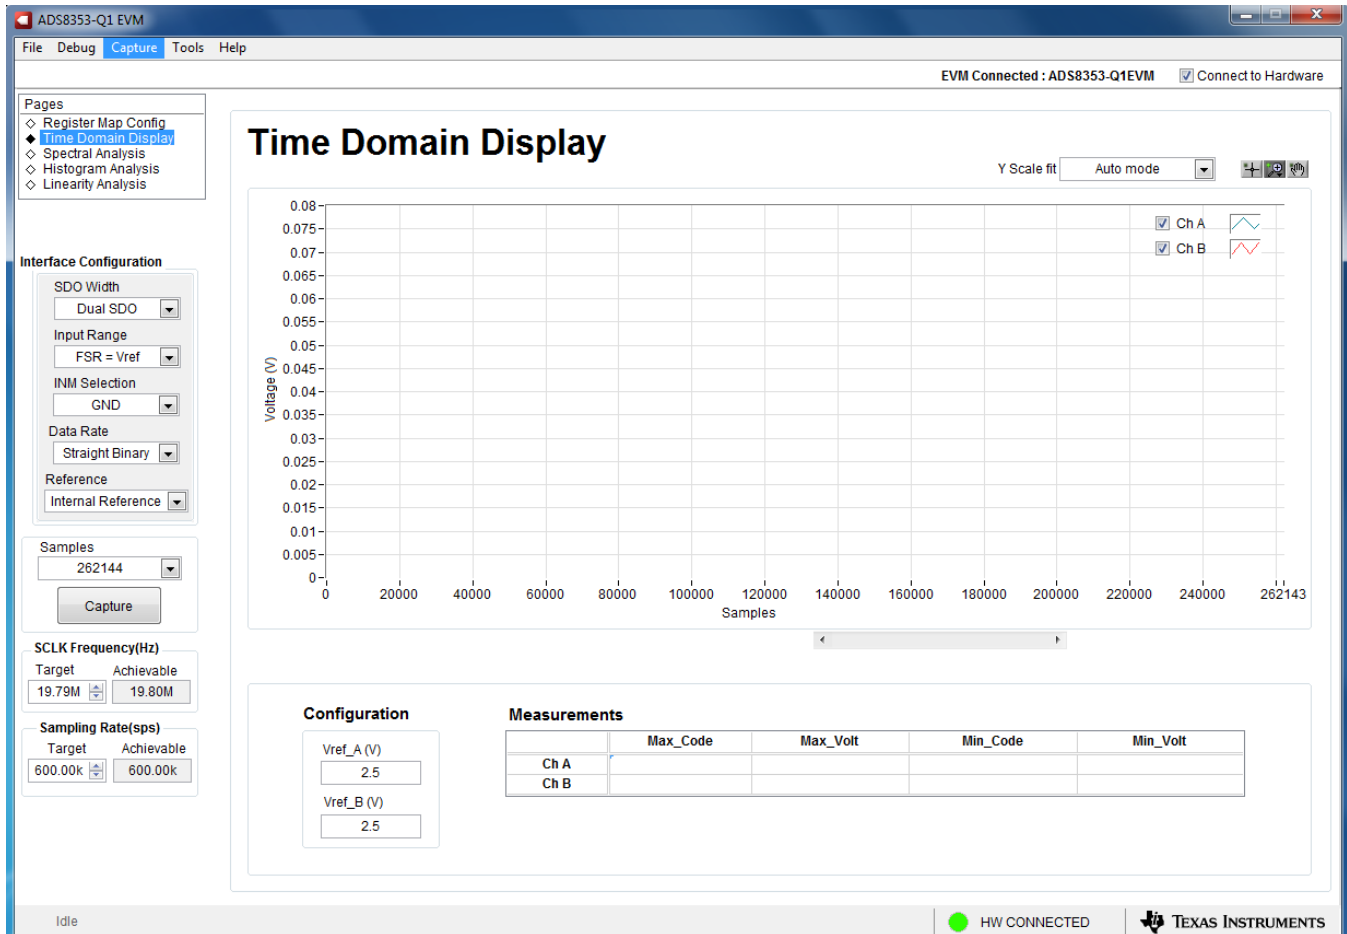 ADS8353-Q1 EVM
File Debug Capture Tools Help
EVM Connected : ADS8353-Q1EVM Connect to Hardware
Pages
Register Map Config
Time Domain Display
Spectral Analysis
Histogram Analysis
Linearity Analysis
Interface Configuration
SDO Width
Dual SDO
Input Range
FSR = Vref
INM Selection
GND
Data Rate
Straight Binary
Reference
Internal Reference
Samples
262144
Capture
SCLK Frequency(Hz)
Target Achievable
19.79M 19.80M
Sampling Rate(sps)
Target Achievable
600.00k 600.00k
Time Domain Display
Y Scale fit Auto mode
Ch A
Ch B
Voltage (V)
0.08
0.075
0.07
0.065
0.06
0.055
0.05
0.045
0.04
0.035
0.03
0.025
0.02
0.015
0.01
0.005
0
0 20000 40000 60000 80000 100000 120000 140000 160000 180000 200000 220000 240000 262143
Samples
Configuration
Vref_A (V)
2.5
Vref_B (V)
2.5
Measurements
Max_Code Max_Volt Min_Code Min_Volt
Ch A
Ch B
Idle
HW CONNECTED
TEXAS INSTRUMENTS